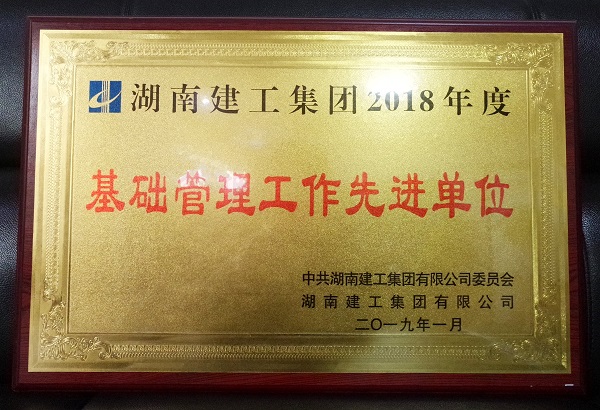 湖南建工集团2018年度
基础管理工作先进单位
中共湖南建工集团有限公司委员会
湖南建工集团有限公司
二〇一九年一月